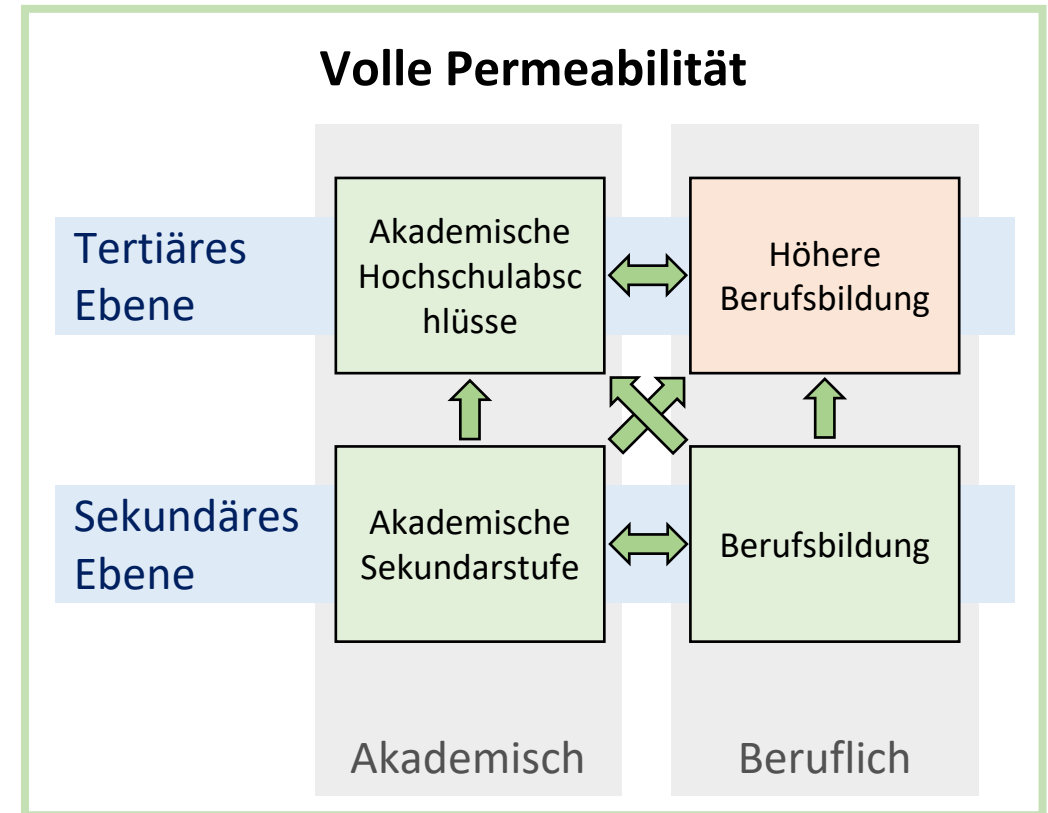 Volle Permeabilität
Tertiäres
Ebene
Akademische
Hochschulabsc
hlüsse
Höhere
Berufsbildung
Sekundäres
Ebene
Akademische
Sekundarstufe
Berufsbildung
Akademisch
Beruflich